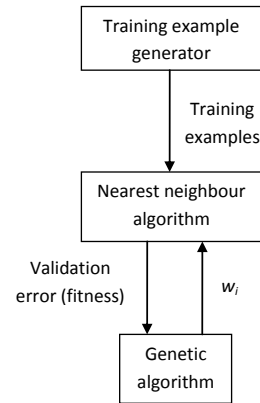 Training example
generator
Training
examples
Nearest neighbour
algorithm
Validation
error (fitness)
wi
Genetic
algorithm